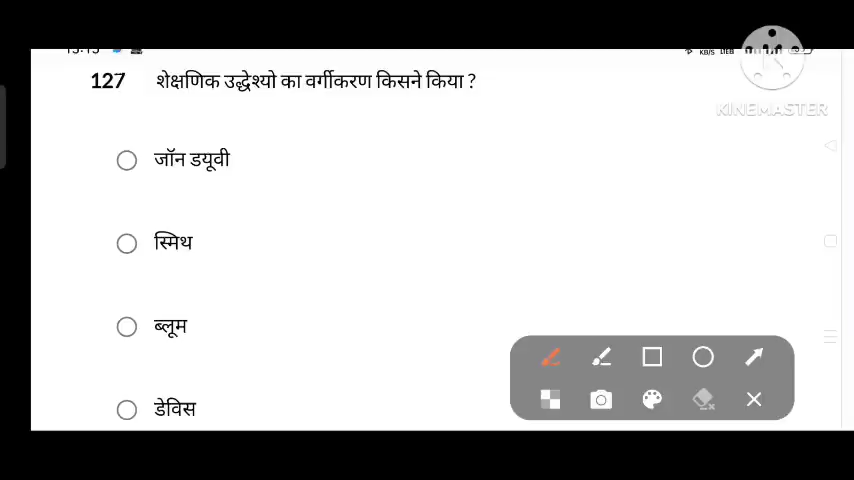 127 शेक्षणिक उद्धेश्यो का वर्गीकरण किसने किया ?
KINEMASTER
जॉन डयूवी
स्मिथ
ब्लूम
डेविस